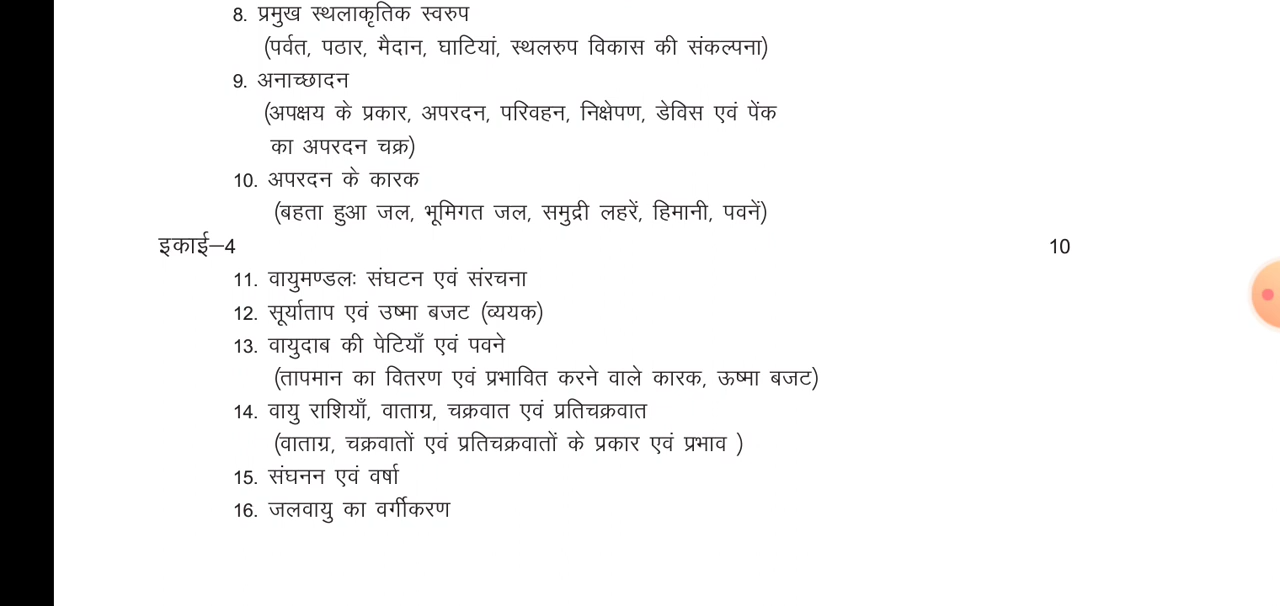 8. प्रमुख स्थलाकृतिक स्वरुप
(पर्वत, पठार, मैदान, घाटियां, स्थलरुप विकास की संकल्पना)
9. अनाच्छादन
(अपक्षय के प्रकार, अपरदन, परिवहन, निक्षेपण, डेविस एवं पेंक
का अपरदन चक्र)
10. अपरदन के कारक
(बहता हुआ जल, भूमिगत जल, समुद्री लहरें, हिमानी, पवनें)
इकाई–4 10
11. वायुमण्डलः संघटन एवं संरचना
12. सूर्याताप एवं उष्मा बजट (व्ययक)
13. वायुदाब की पेटियाँ एवं पवने
(तापमान का वितरण एवं प्रभावित करने वाले कारक, ऊष्मा बजट)
14. वायु राशियाँ, वाताग्र, चक्रवात एवं प्रतिचक्रवात
(वाताग्र, चक्रवातों एवं प्रतिचक्रवातों के प्रकार एवं प्रभाव )
15. संघनन एवं वर्षा
16. जलवायु का वर्गीकरण